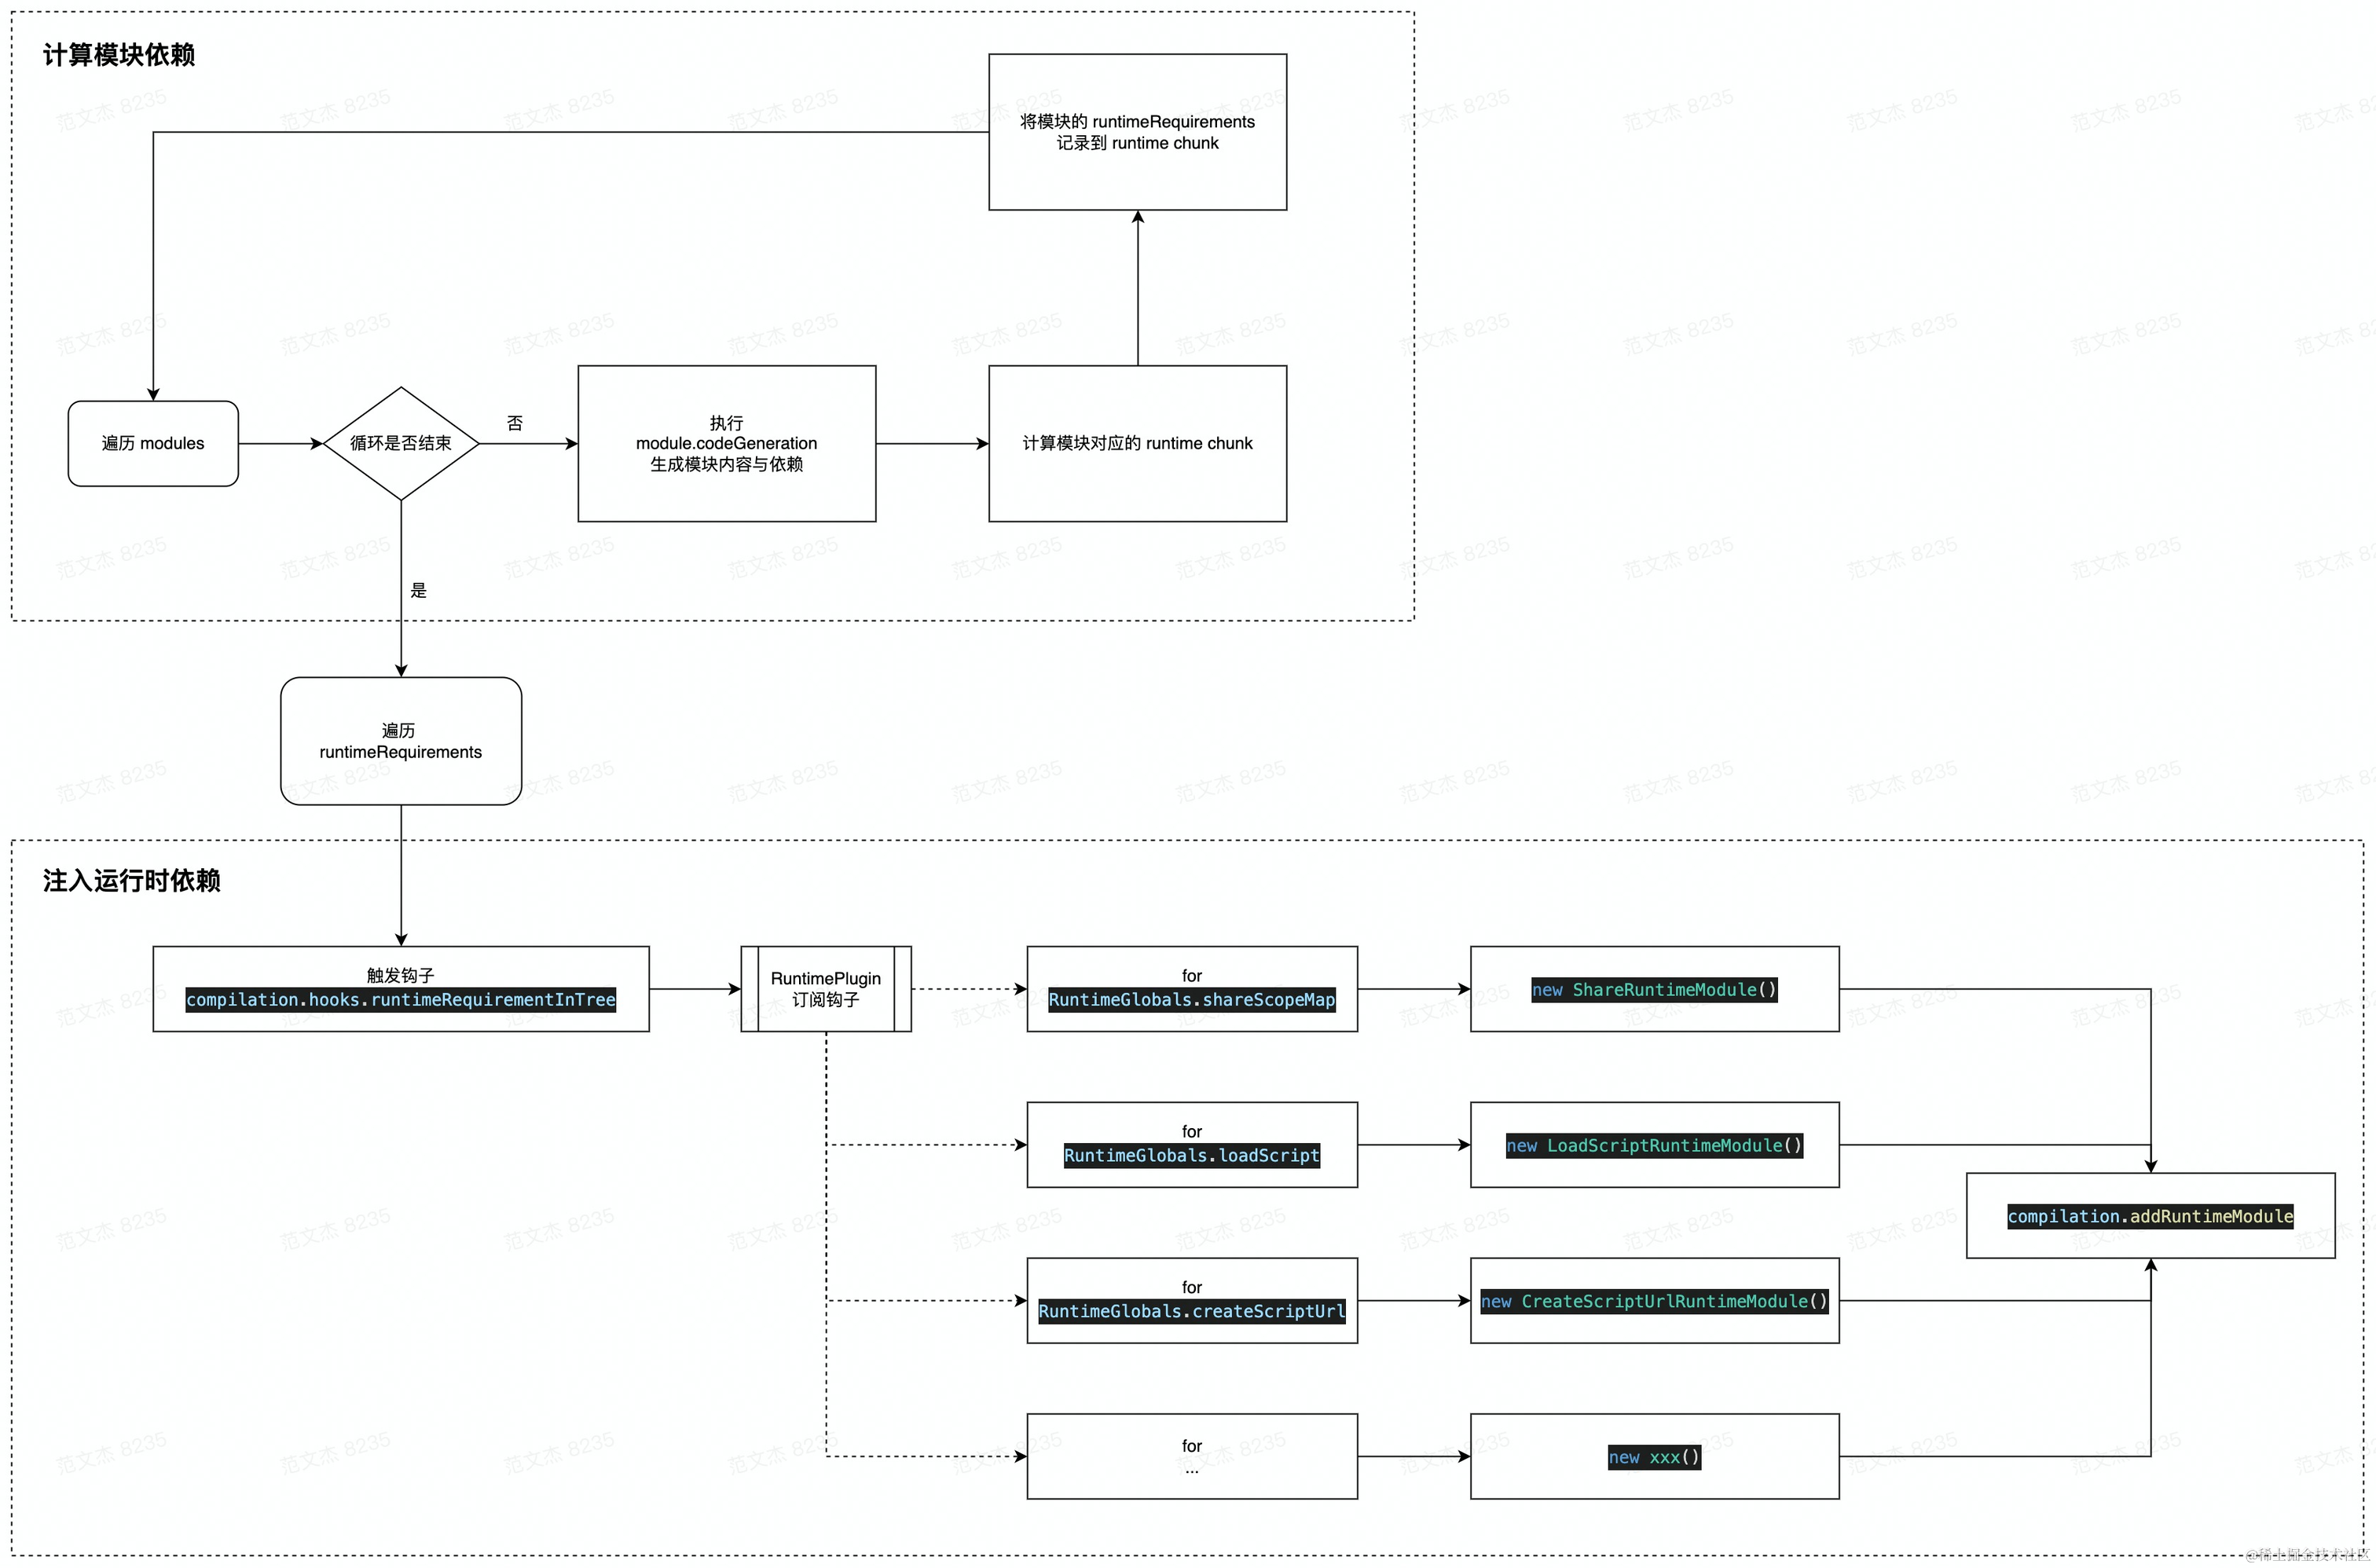 计算模块依赖
将模块的 runtimeRequirements
记录到 runtime chunk
遍历 modules
循环是否结束
否
执行
module.codeGeneration
生成模块内容与依赖
计算模块对应的 runtime chunk
是
遍历
runtimeRequirements
注入运行时依赖
触发钩子
compilation.hooks.runtimeRequirementInTree
RuntimePlugin
订阅钩子
for
RuntimeGlobals.shareScopeMap
new ShareRuntimeModule()
for
RuntimeGlobals.loadScript
new LoadScriptRuntimeModule()
compilation.addRuntimeModule
for
RuntimeGlobals.createScriptUrl
new CreateScriptUrlRuntimeModule()
for
...
new xxx()
范文杰 8235
@稀土掘金技术社区